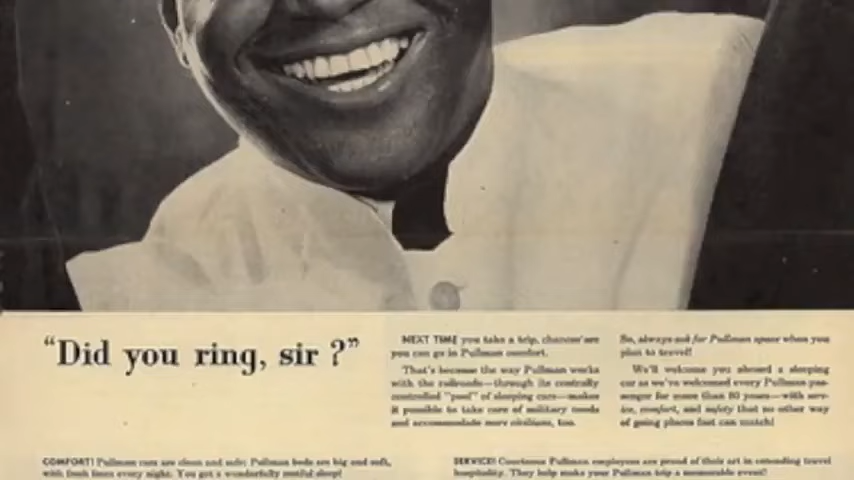 "Did you ring, sir?"
NEXT TIME you take a trip, chances are
you can go in Pullman comfort.
That's because the way Pullman works
with the railroads—through its centrally
controlled "pool" of sleeping cars—makes
it possible to take care of military needs
and accommodate more civilians, too.
So, always ask for Pullman space when you
plan to travel!
We'll welcome you aboard a sleeping
car as we've welcomed every Pullman pas-
senger for more than 80 years—with serv-
ice, comfort, and safety that no other way
of going places fast can match!
COMFORT! Pullman cars are clean and safe; Pullman beds are big and soft,
with fresh linen every night. You get a wonderfully restful sleep!
SERVICE! Courteous Pullman employees are proud of their art in extending travel
hospitality. They help make your Pullman trip a memorable event!